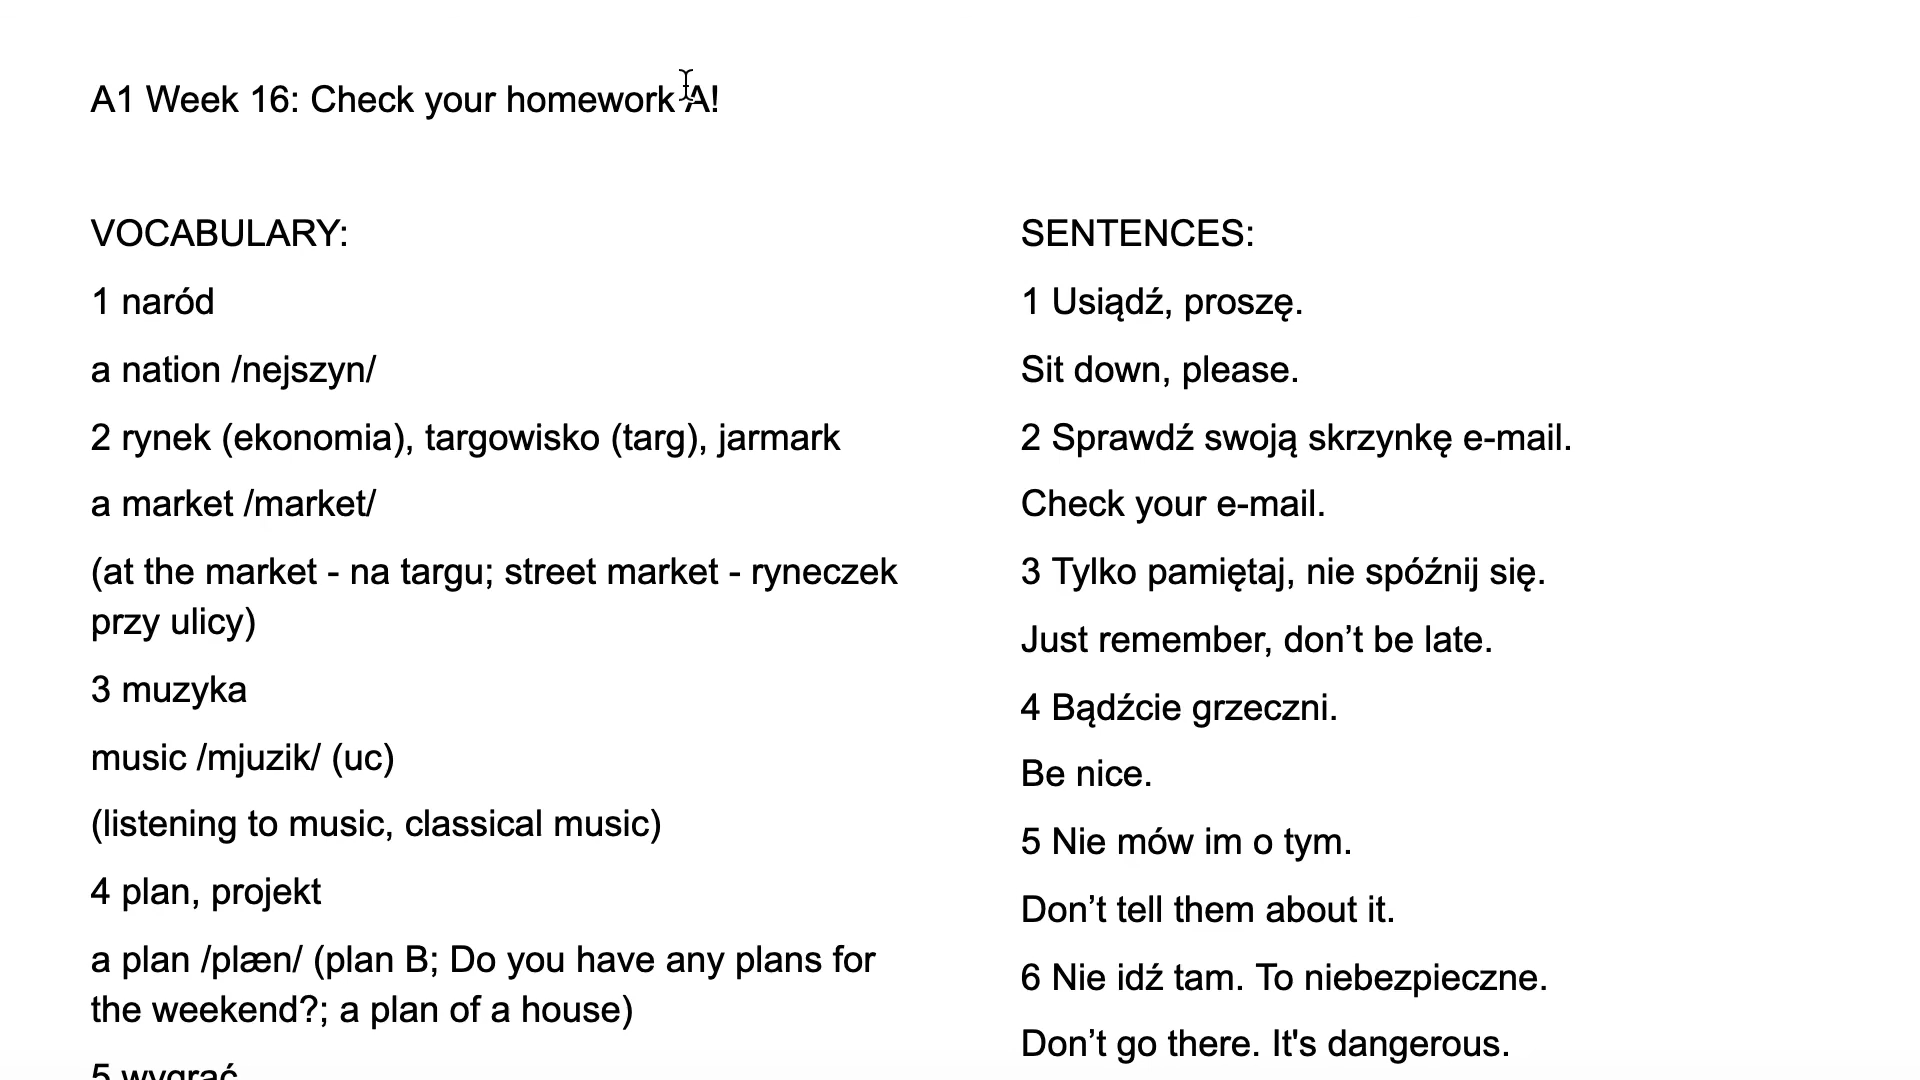 A1 Week 16: Check your homework A!
VOCABULARY:
1 naród
a nation /nejszyn/
2 rynek (ekonomia), targowisko (targ), jarmark
a market /market/
(at the market - na targu; street market - ryneczek
przy ulicy)
3 muzyka
music /mjuzik/ (uc)
(listening to music, classical music)
4 plan, projekt
a plan /plæn/ (plan B; Do you have any plans for
the weekend?; a plan of a house)
5 wygrać
SENTENCES:
1 Usiądź, proszę.
Sit down, please.
2 Sprawdź swoją skrzynkę e-mail.
Check your e-mail.
3 Tylko pamiętaj, nie spóźnij się.
Just remember, don’t be late.
4 Bądźcie grzeczni.
Be nice.
5 Nie mów im o tym.
Don’t tell them about it.
6 Nie idź tam. To niebezpieczne.
Don’t go there. It's dangerous.